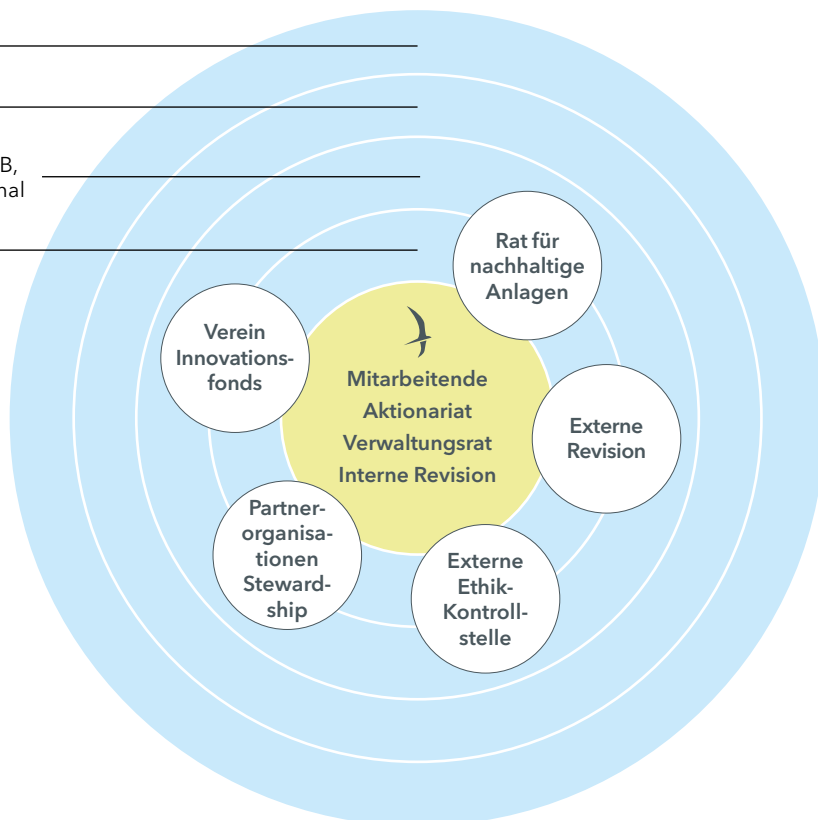 B,
nal
Rat für
nachhaltige
Anlagen
Verein
Innovations-
fonds
Mitarbeitende
Aktionariat
Verwaltungsrat
Interne Revision
Externe
Revision
Partner-
organisa-
tionen
Steward-
ship
Externe
Ethik-
Kontroll-
stelle